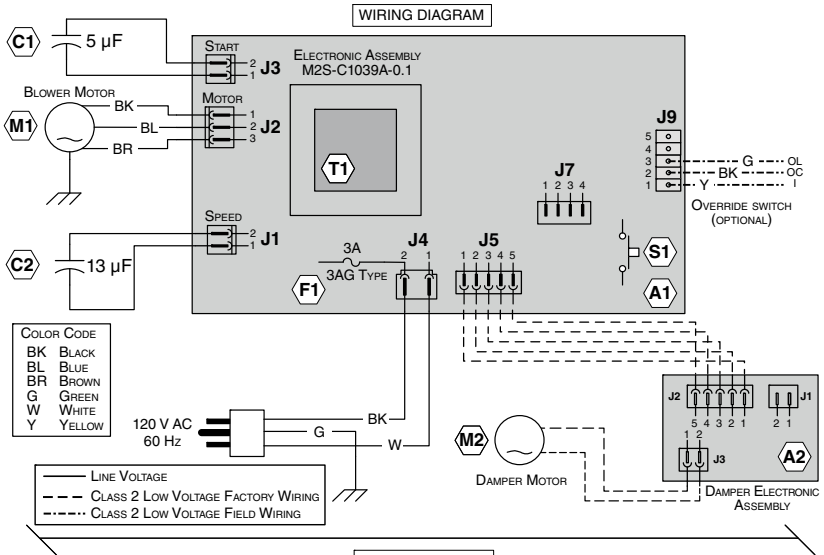 WIRING DIAGRAM
C1
5 µF
START
2
1
J3
ELECTRONIC ASSEMBLY
M2S-C1039A-0.1
BLOWER MOTOR
M1
BK
BL
BR
MOTOR
1
2
3
J2
T1
J9
5
4
3
2
1
G
BK
Y
OL
OC
I
OVERRIDE SWITCH
(OPTIONAL)
J7
1 2 3 4
SPEED
2
1
J1
C2
13 µF
3A
3AG TYPE
F1
J4
2 1
J5
1 2 3 4 5
S1
A1
COLOR CODE
BK BLACK
BL BLUE
BR BROWN
G GREEN
W WHITE
Y YELLOW
120 V AC
60 HZ
BK
G
W
M2
DAMPER MOTOR
J2
5 4 3 2 1
J1
2 1
1 2
J3
A2
DAMPER ELECTRONIC
ASSEMBLY
LINE VOLTAGE
CLASS 2 LOW VOLTAGE FACTORY WIRING
CLASS 2 LOW VOLTAGE FIELD WIRING